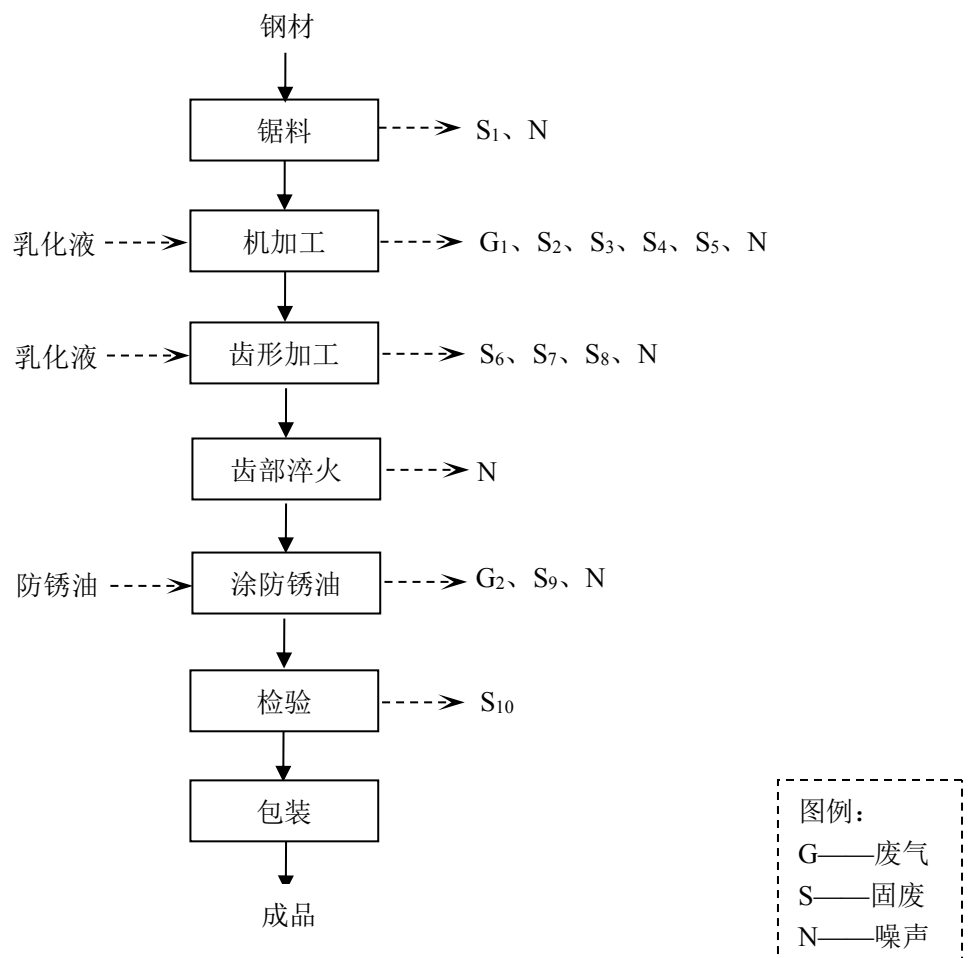 钢材
锯料
S₁、N
乳化液
机加工
G₁、S₂、S₃、S₄、S₅、N
乳化液
齿形加工
S₆、S₇、S₈、N
齿部淬火
N
防锈油
涂防锈油
G₂、S₉、N
检验
S₁₀
包装
成品
图例：
G——废气
S——固废
N——噪声